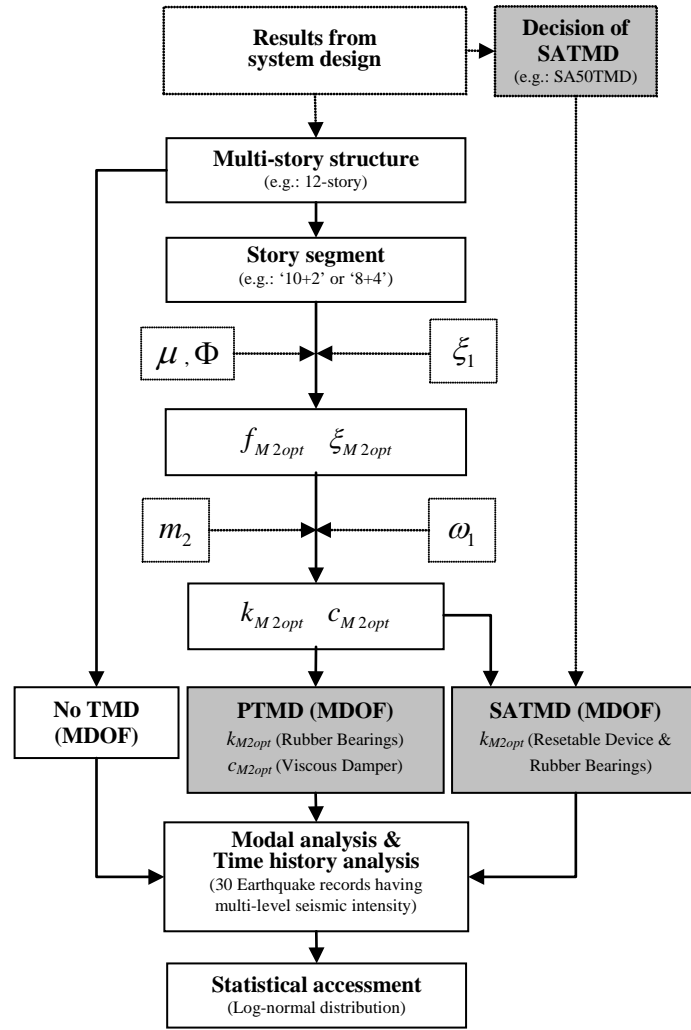 Results from
system design
Decision of
SATMD
(e.g.: SA50TMD)
Multi-story structure
(e.g.: 12-story)
Story segment
(e.g.: ‘10+2’ or ‘8+4’)
μ , Φ
ξ1
fM2opt ξM2opt
m2
ω1
kM2opt cM2opt
No TMD
(MDOF)
PTMD (MDOF)
kM2opt (Rubber Bearings)
cM2opt (Viscous Damper)
SATMD (MDOF)
kM2opt (Resetable Device &
Rubber Bearings)
Modal analysis &
Time history analysis
(30 Earthquake records having
multi-level seismic intensity)
Statistical accessment
(Log-normal distribution)